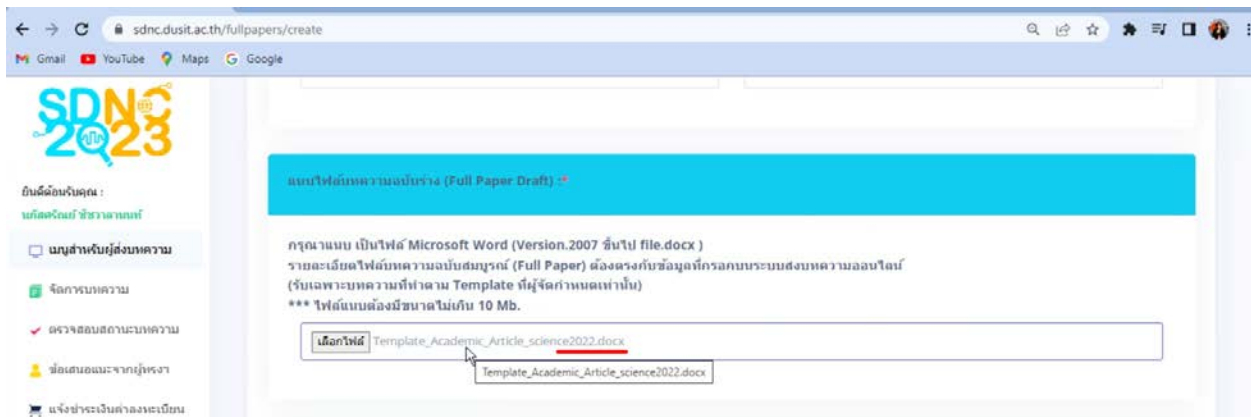 sdnc.dusit.ac.th/fullpapers/create
Gmail YouTube Maps Google
SDNC
2023
ยินดีต้อนรับคุณ :
เมนูสำหรับผู้ส่งบทความ
จัดการบทความ
ตรวจสอบสถานะบทความ
ข้อเสนอแนะจากผู้ทรงฯ
แจ้งชำระเงินค่าลงทะเบียน
แนบไฟล์บทความฉบับร่าง (Full Paper Draft) :*
กรุณาแนบ เป็นไฟล์ Microsoft Word (Version.2007 ขึ้นไป file.docx )
รายละเอียดไฟล์บทความฉบับสมบูรณ์ (Full Paper) ต้องตรงกับข้อมูลที่กรอกบนระบบส่งบทความออนไลน์
(รับเฉพาะบทความที่ทำตาม Template ที่ผู้จัดกำหนดเท่านั้น)
*** ไฟล์แนบต้องมีขนาดไม่เกิน 10 Mb.
เลือกไฟล์ Template_Academic_Article_science2022.docx
Template_Academic_Article_science2022.docx